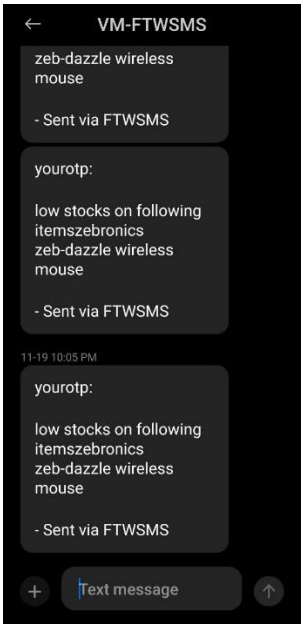 VM-FTWSMS
zeb-dazzle wireless
mouse
- Sent via FTWSMS
yourotp:
low stocks on following
itemszebronics
zeb-dazzle wireless
mouse
- Sent via FTWSMS
11-19 10:05 PM
yourotp:
low stocks on following
itemszebronics
zeb-dazzle wireless
mouse
- Sent via FTWSMS
Text message